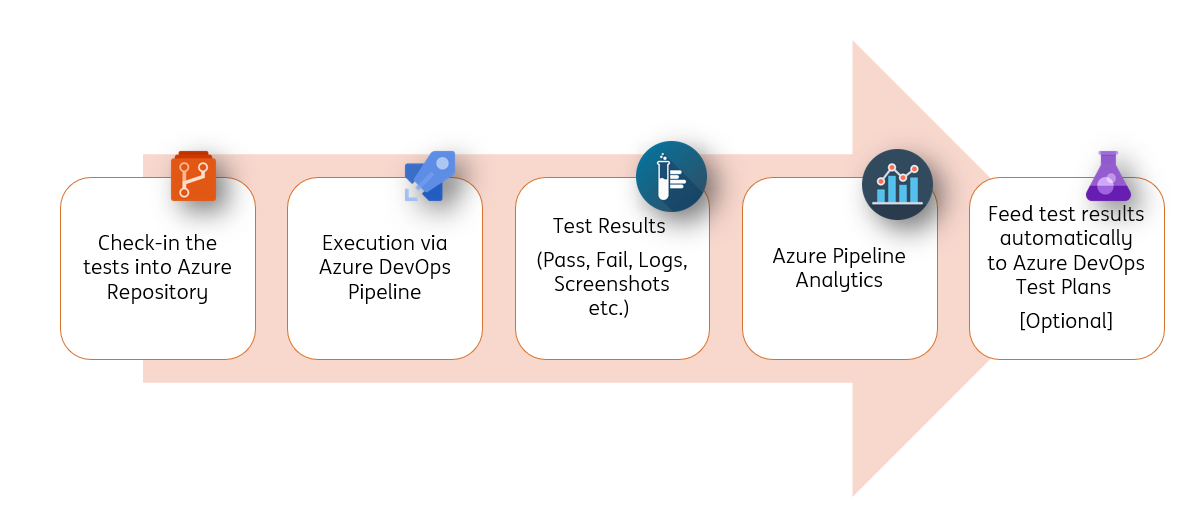 Check-in the
tests into Azure
Repository
Execution via
Azure DevOps
Pipeline
Test Results
(Pass, Fail, Logs,
Screenshots
etc.)
Azure Pipeline
Analytics
Feed test results
automatically
to Azure DevOps
Test Plans
[Optional]